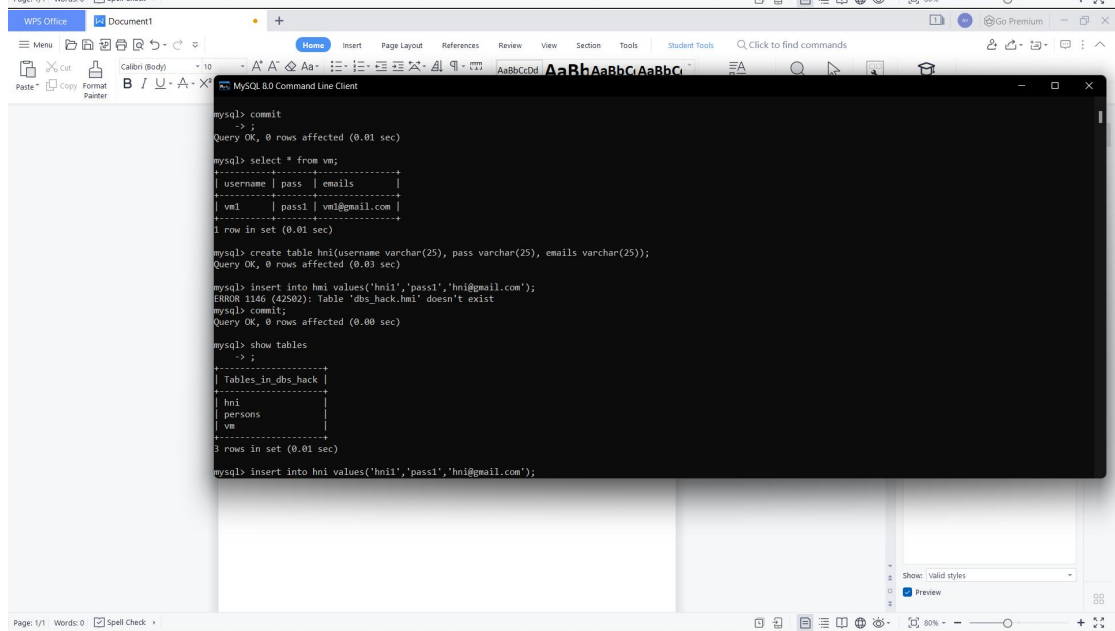 WPS Office Document1 +
Menu Home Insert Page Layout References Review View Section Tools Student Tools Click to find commands Go Premium
Cut Calibri (Body) 10 A+ A- Aa
Paste Copy Format Painter B I U A X² AaBbCcDd AaBb AaBbC AaBbC
MySQL 8.0 Command Line Client
mysql> commit
    -> ;
Query OK, 0 rows affected (0.01 sec)
mysql> select * from vm;
+----------+-------+---------------+
| username | pass  | emails        |
+----------+-------+---------------+
| vm1      | pass1 | vm1@gmail.com |
+----------+-------+---------------+
1 row in set (0.01 sec)
mysql> create table hni(username varchar(25), pass varchar(25), emails varchar(25));
Query OK, 0 rows affected (0.03 sec)
mysql> insert into hmi values('hni1','pass1','hni@gmail.com');
ERROR 1146 (42S02): Table 'dbs_hack.hmi' doesn't exist
mysql> commit;
Query OK, 0 rows affected (0.00 sec)
mysql> show tables
    -> ;
+--------------------+
| Tables_in_dbs_hack |
+--------------------+
| hni                |
| persons            |
| vm                 |
+--------------------+
3 rows in set (0.01 sec)
mysql> insert into hni values('hni1','pass1','hni@gmail.com');
Show: Valid styles
Preview
Page: 1/1 Words: 0 Spell Check 80% - +